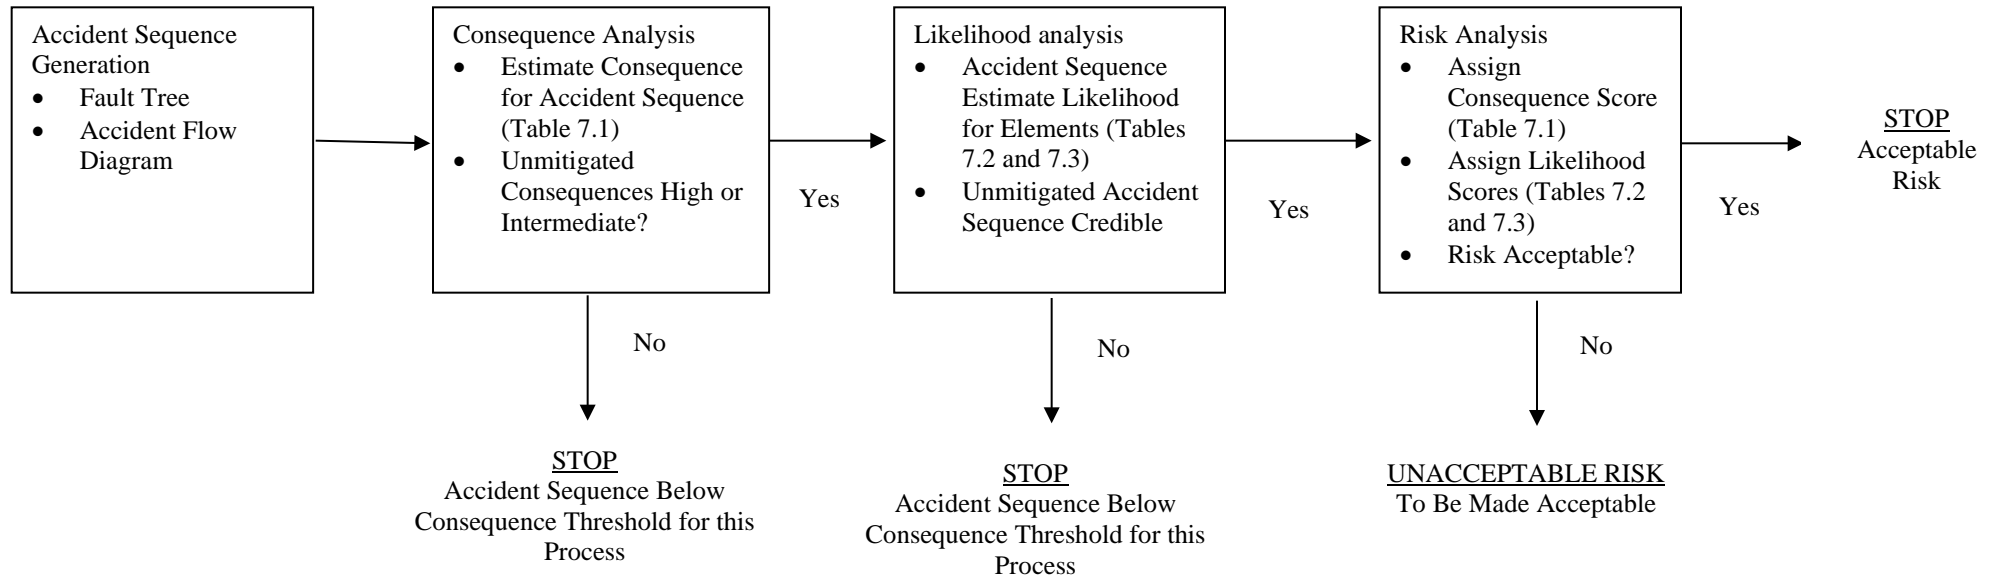 Accident Sequence
Generation
• Fault Tree
• Accident Flow
Diagram
Consequence Analysis
• Estimate Consequence
for Accident Sequence
(Table 7.1)
• Unmitigated
Consequences High or
Intermediate?
Yes
No
STOP
Accident Sequence Below
Consequence Threshold for this
Process
Likelihood analysis
• Accident Sequence
Estimate Likelihood
for Elements (Tables
7.2 and 7.3)
• Unmitigated Accident
Sequence Credible
Yes
No
STOP
Accident Sequence Below
Consequence Threshold for this
Process
Risk Analysis
• Assign
Consequence Score
(Table 7.1)
• Assign Likelihood
Scores (Tables 7.2
and 7.3)
• Risk Acceptable?
Yes
No
UNACCEPTABLE RISK
To Be Made Acceptable
STOP
Acceptable
Risk